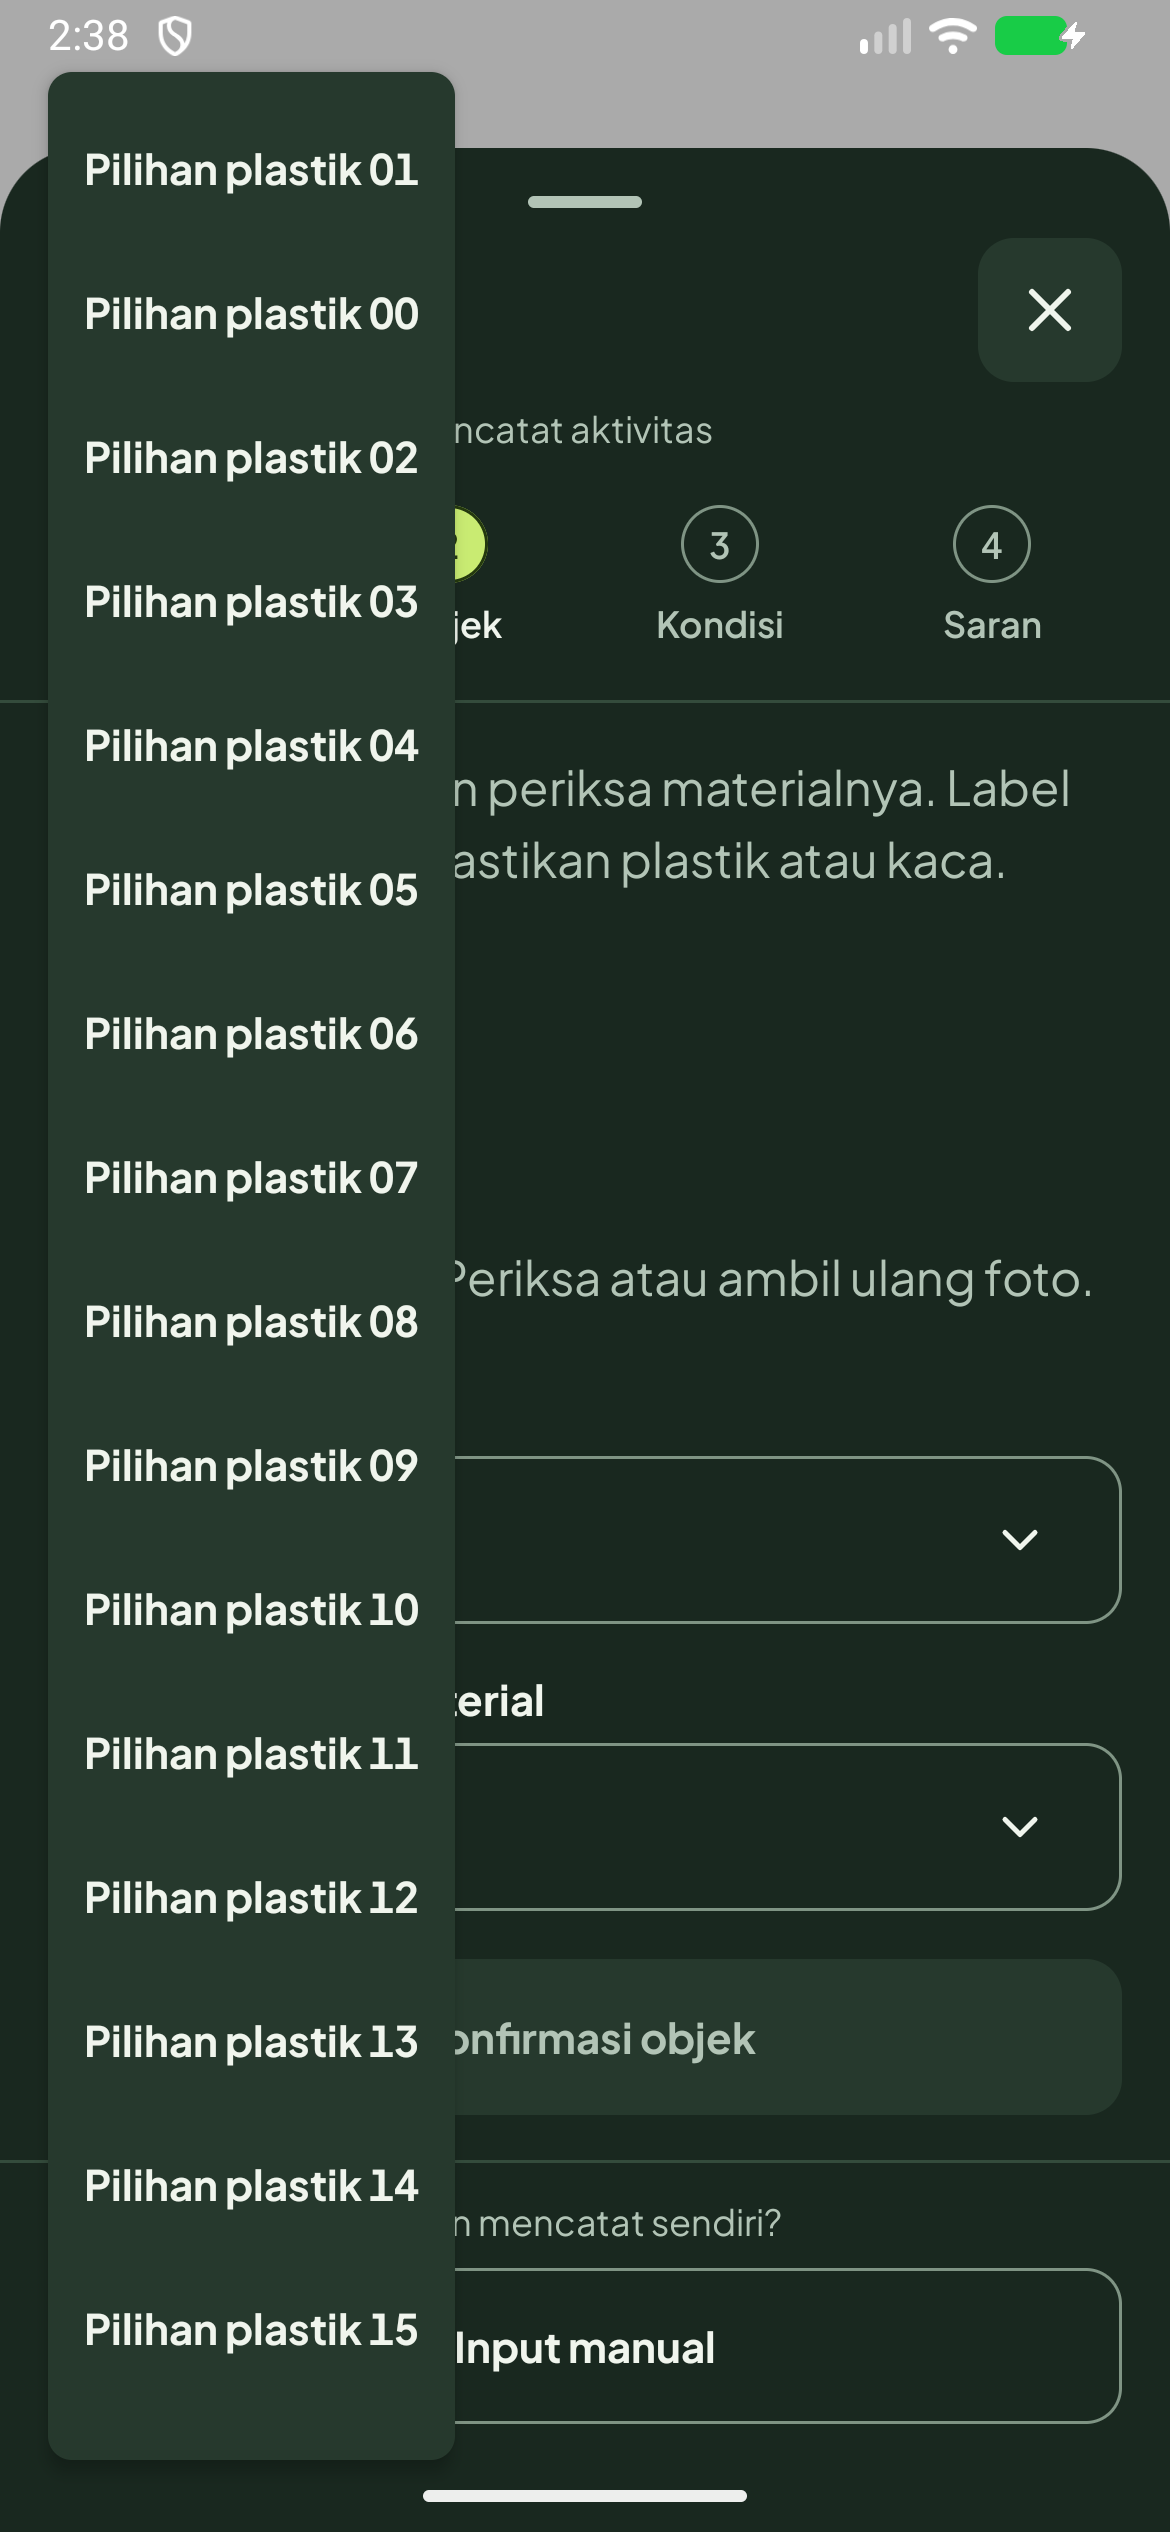 2:38
Pilihan plastik 01
Pilihan plastik 00
Pilihan plastik 02
Pilihan plastik 03
Pilihan plastik 04
Pilihan plastik 05
Pilihan plastik 06
Pilihan plastik 07
Pilihan plastik 08
Pilihan plastik 09
Pilihan plastik 10
Pilihan plastik 11
Pilihan plastik 12
Pilihan plastik 13
Pilihan plastik 14
Pilihan plastik 15
ncatat aktivitas
3
4
jek
Kondisi
Saran
n periksa materialnya. Label
astikan plastik atau kaca.
Periksa atau ambil ulang foto.
terial
onfirmasi objek
n mencatat sendiri?
Input manual